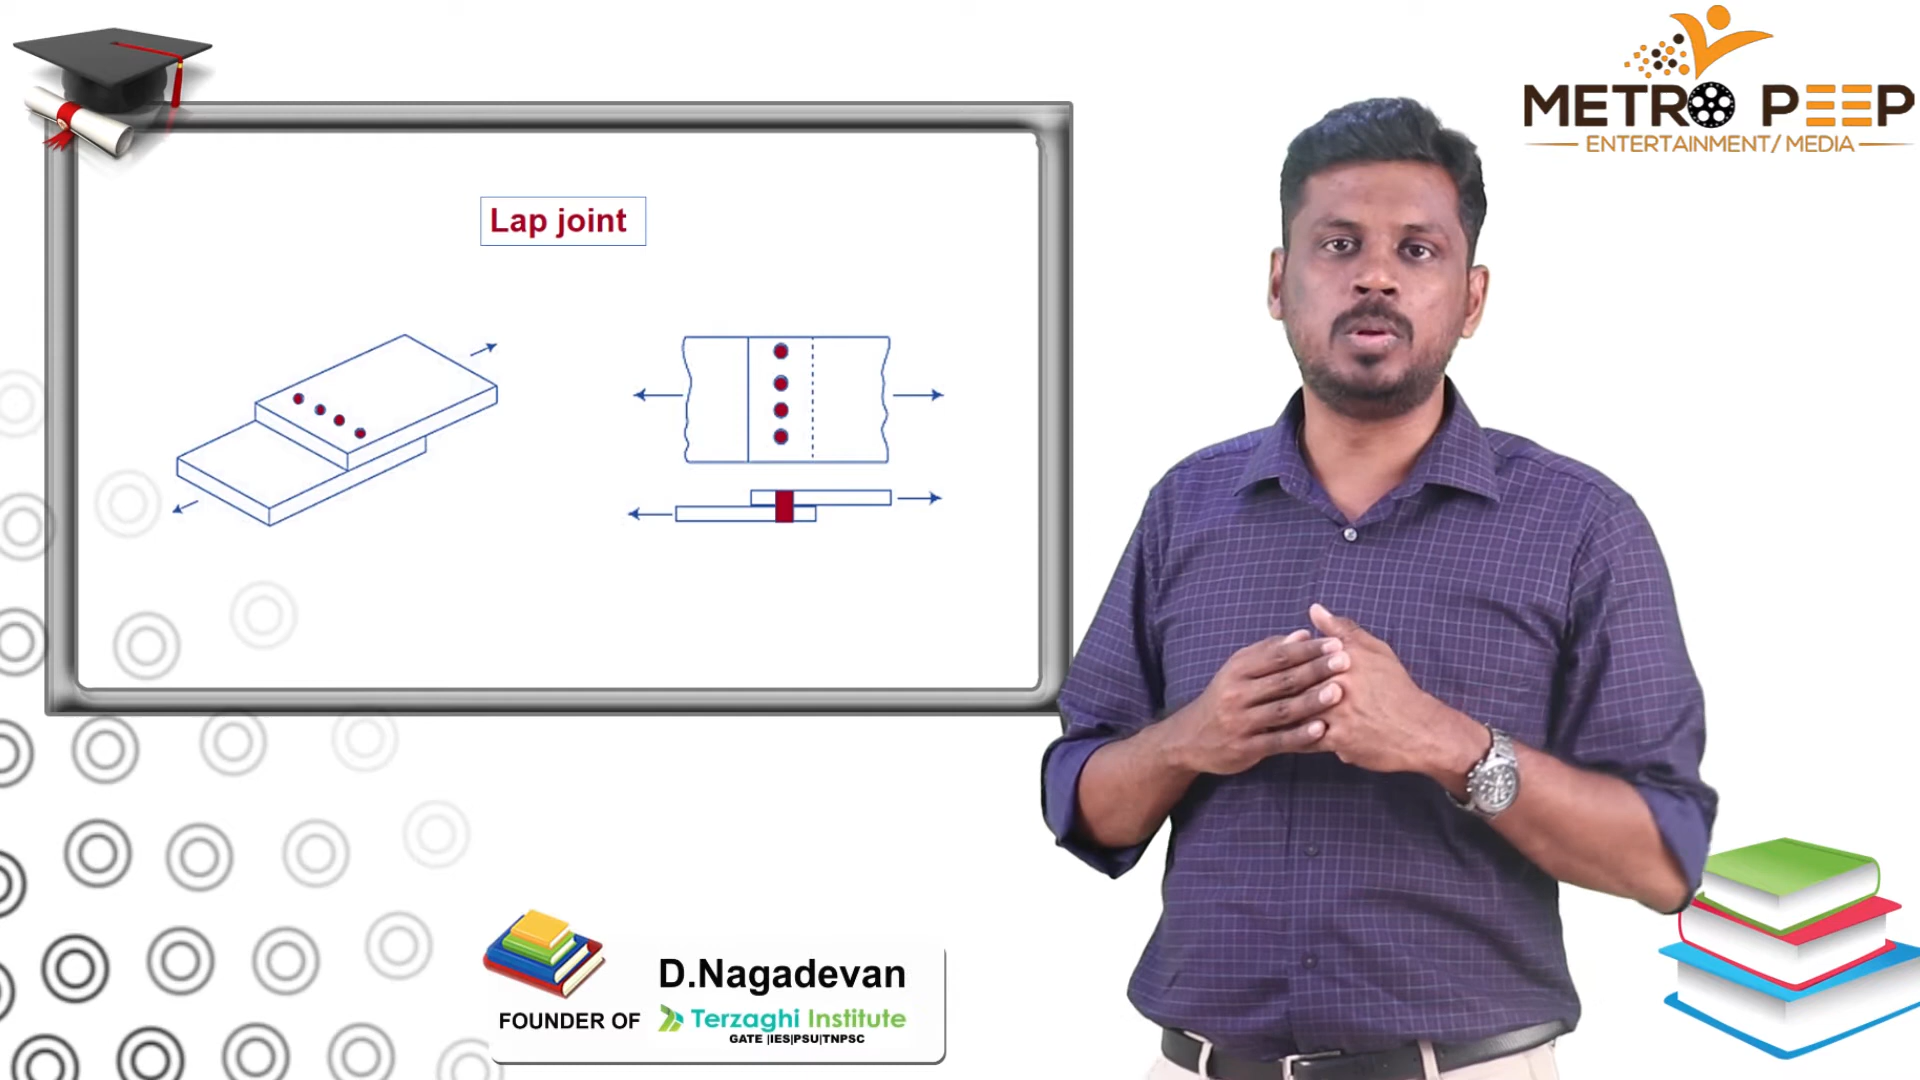 METRO PEEP
ENTERTAINMENT/ MEDIA
Lap joint
D.Nagadevan
FOUNDER OF Terzaghi Institute
GATE |IES|PSU|TNPSC